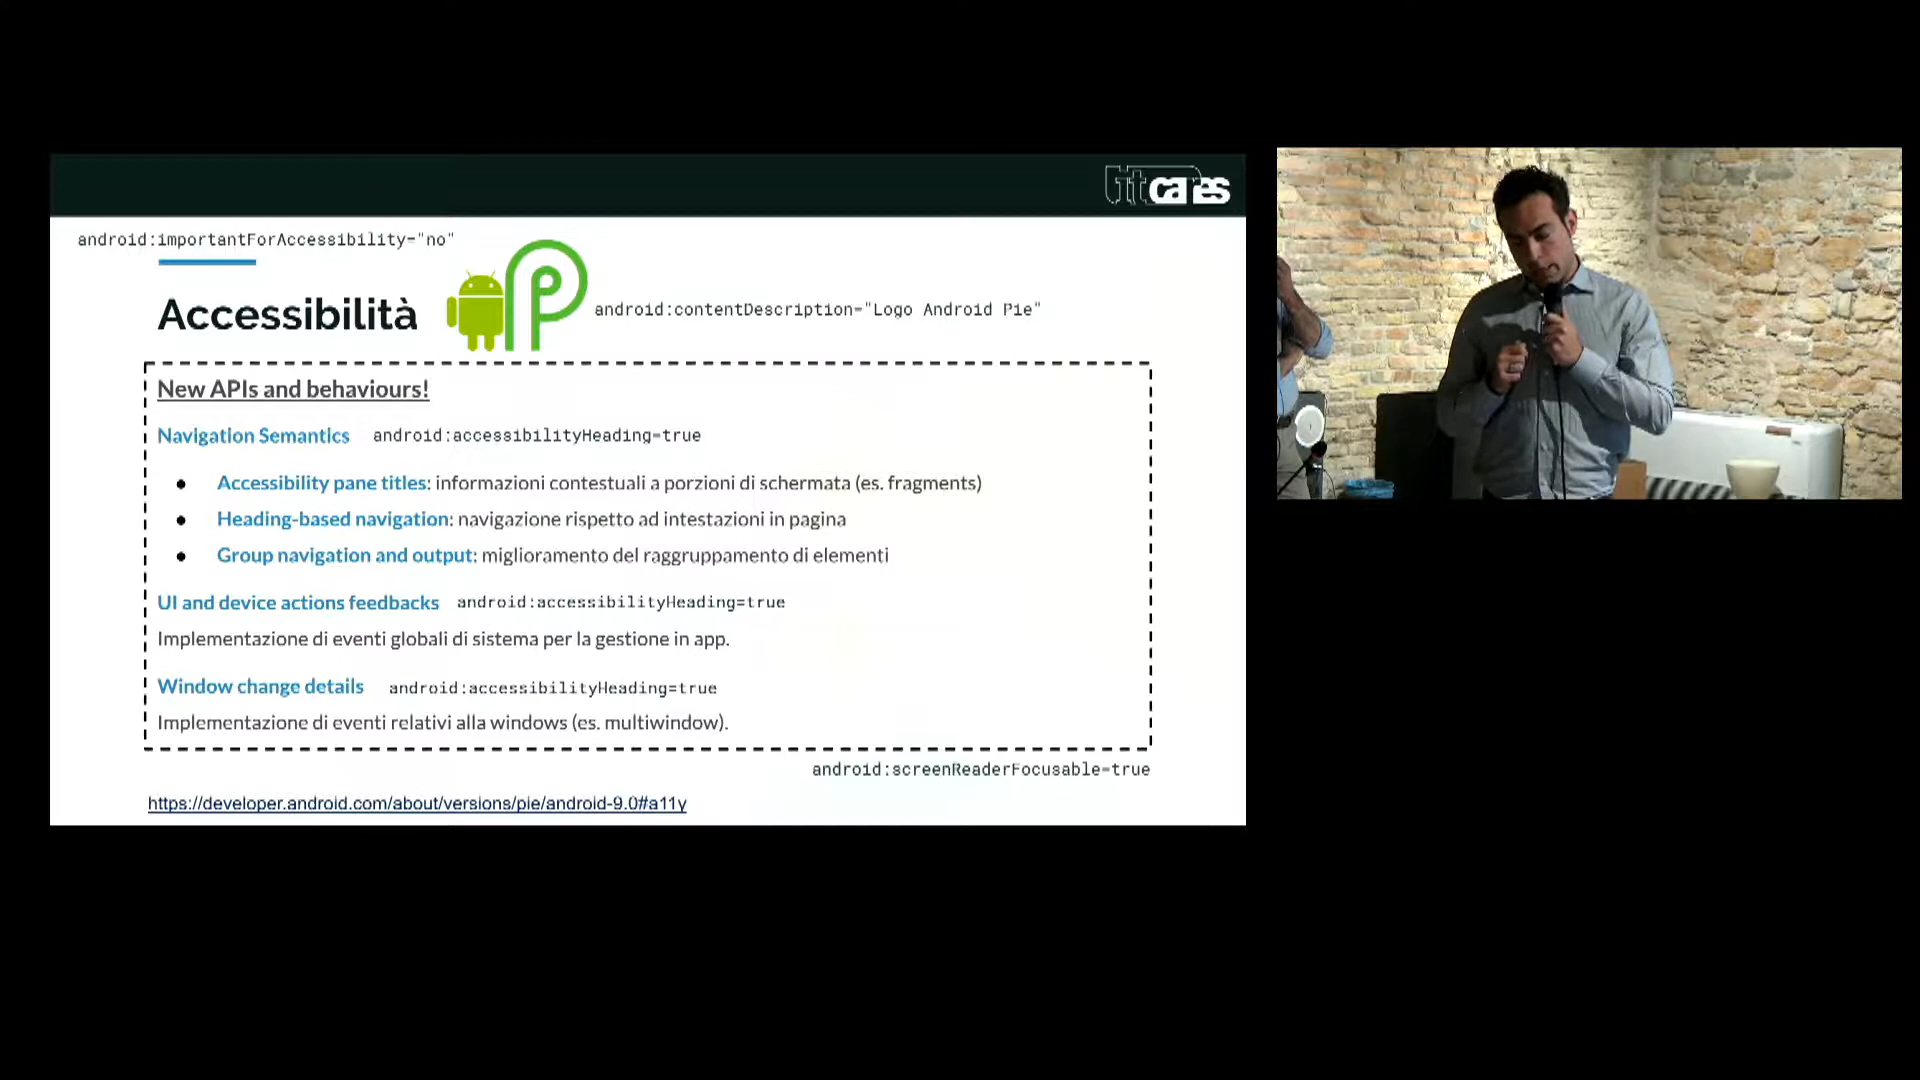 android:importantForAccessibility="no"
Accessibilità
android:contentDescription="Logo Android Pie"
New APIs and behaviours!
Navigation Semantics android:accessibilityHeading=true
● Accessibility pane titles: informazioni contestuali a porzioni di schermata (es. fragments)
● Heading-based navigation: navigazione rispetto ad intestazioni in pagina
● Group navigation and output: miglioramento del raggruppamento di elementi
UI and device actions feedbacks android:accessibilityHeading=true
Implementazione di eventi globali di sistema per la gestione in app.
Window change details android:accessibilityHeading=true
Implementazione di eventi relativi alla windows (es. multiwindow).
android:screenReaderFocusable=true
https://developer.android.com/about/versions/pie/android-9.0#a11y